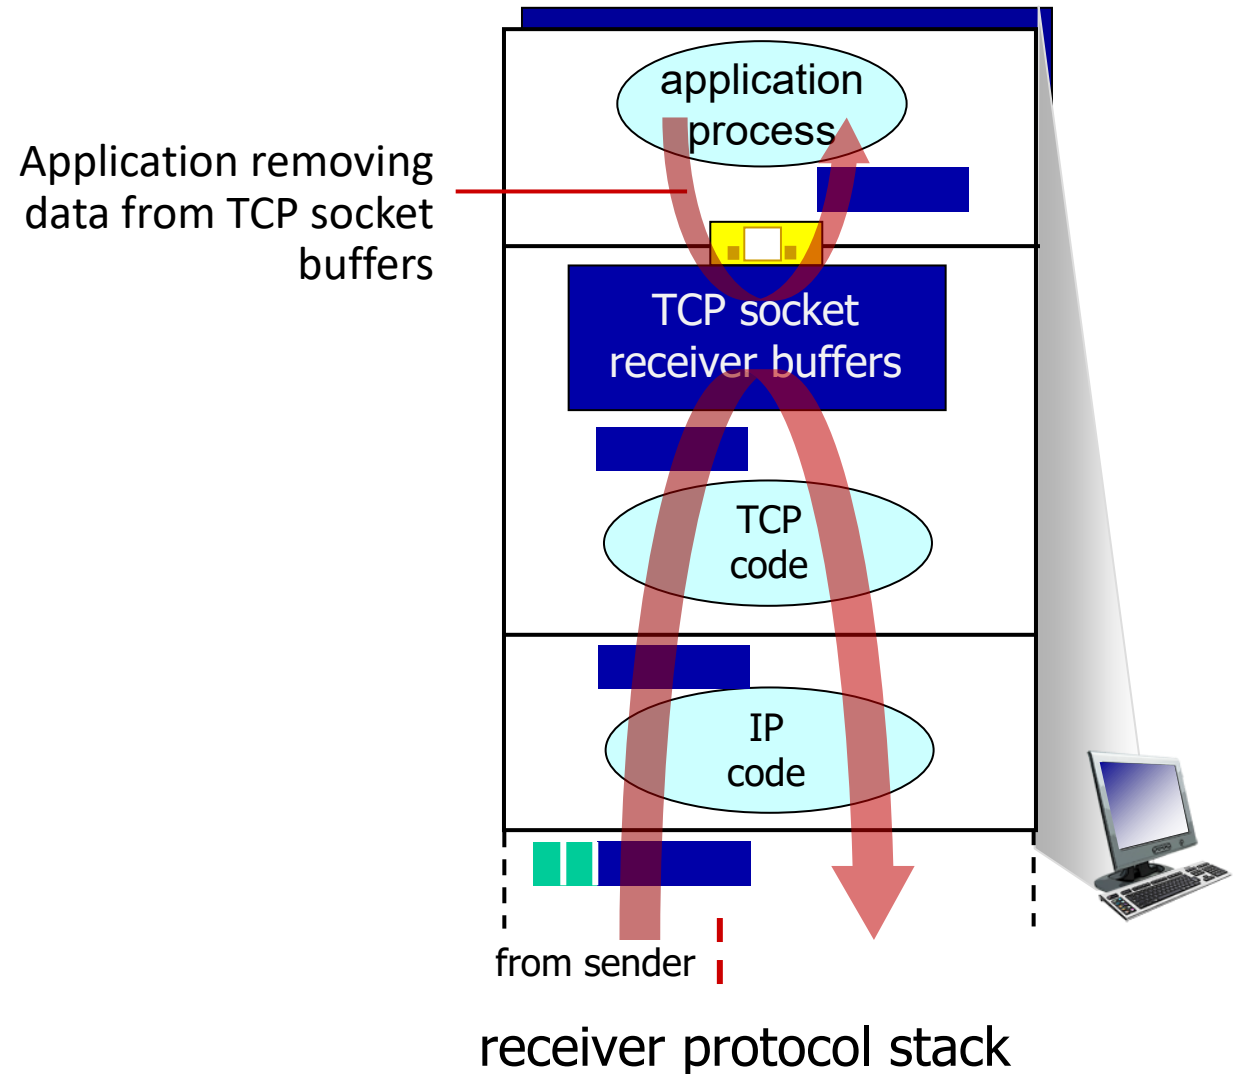 application
process
Application removing
data from TCP socket
buffers
TCP socket
receiver buffers
TCP
code
IP
code
from sender
receiver protocol stack